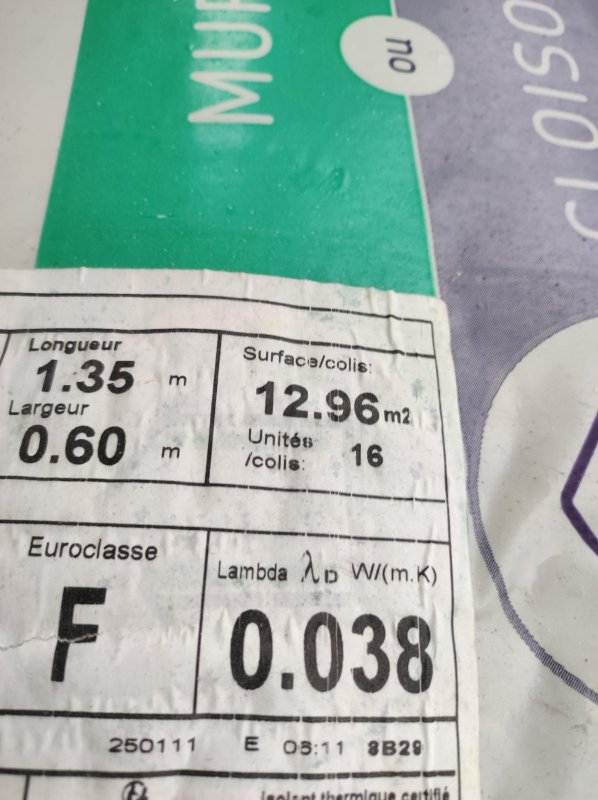 MUR
ou
CLOISO
Longueur
1.35 m
Largeur
0.60 m
Surface/colis:
12.96 m2
Unités
/colis: 16
Euroclasse
F
Lambda λD W/(m.K)
0.038
250111 E 05:11 8B29
Isolant thermique certifié